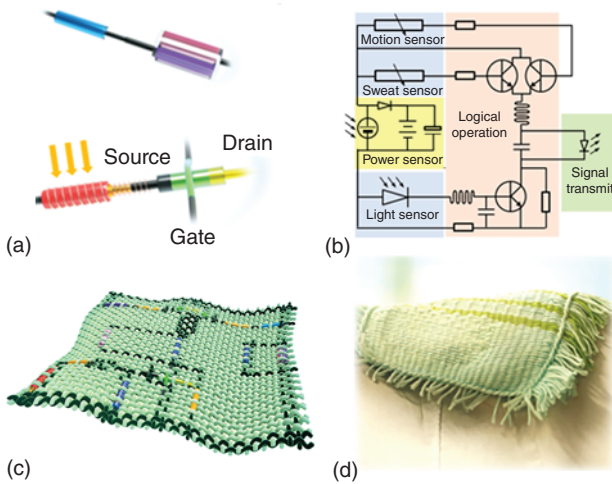 Source
Drain
Gate
(a)
Motion sensor
Sweat sensor
Logical
operation
Power sensor
Signal
transmit
Light sensor
(b)
(c)
(d)